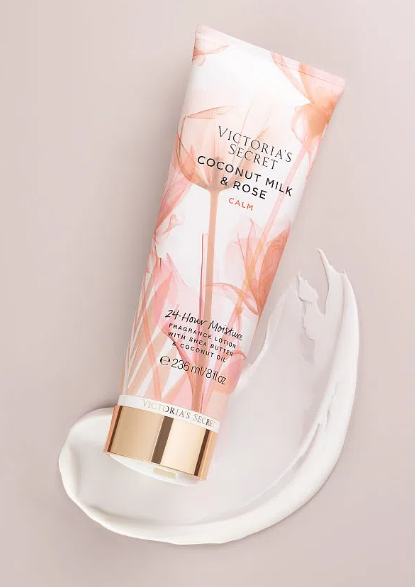 VICTORIA'S
SECRET
COCONUT MILK
& ROSE
CALM
24-Hour Moisture
FRAGRANCE LOTION
WITH SHEA BUTTER
& COCONUT OIL
℮ 236 ml/8 fl oz
VICTORIA'S SECRET